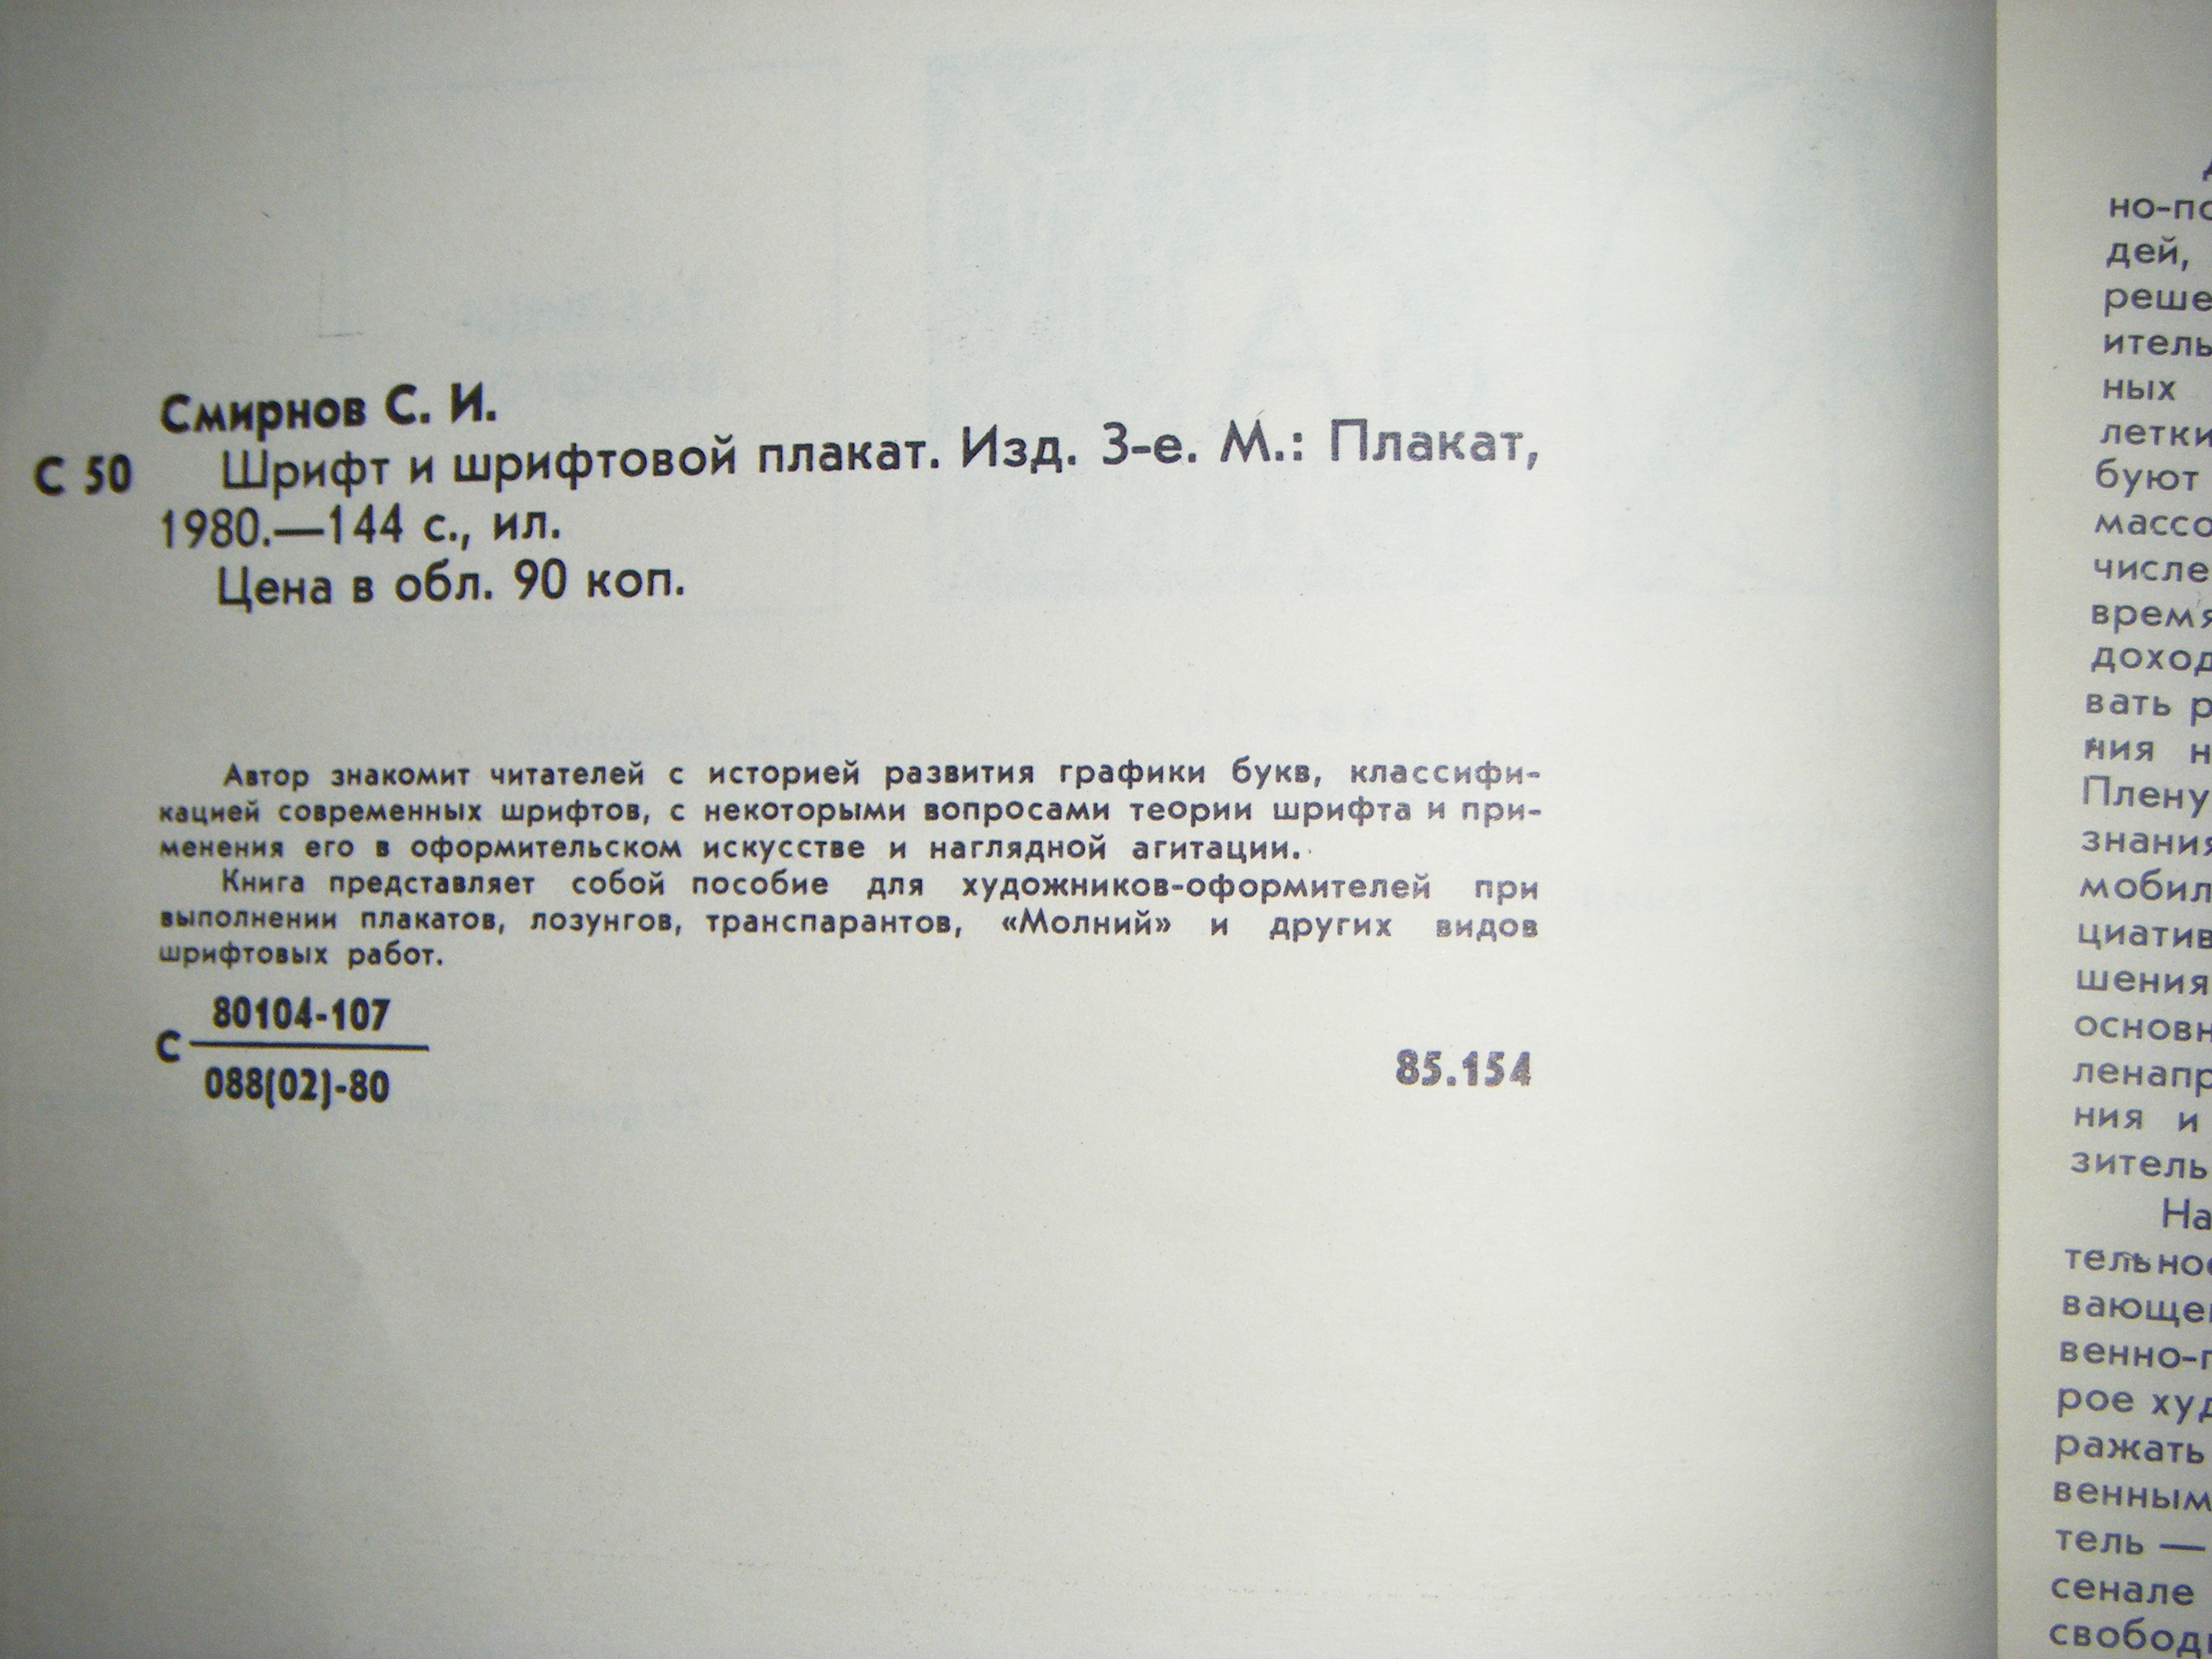 Смирнов С. И.
С 50 Шрифт и шрифтовой плакат. Изд. 3-е. М.: Плакат,
1980.—144 с., ил.
Цена в обл. 90 коп.
Автор знакомит читателей с историей развития графики букв, классифи-
кацией современных шрифтов, с некоторыми вопросами теории шрифта и при-
менения его в оформительском искусстве и наглядной агитации.
Книга представляет собой пособие для художников-оформителей при
выполнении плакатов, лозунгов, транспарантов, «Молний» и других видов
шрифтовых работ.
80104-107
С
088(02)-80
85.154
но-по
дей,
реше
итель
ных
летки
буют
массо
числе
время
доход
вать р
ния н
Плену
знания
мобил
циатив
шения
основн
ленапр
ния и
зитель
На
тельно
вающе
венно-п
рое худ
ражать
венным
тель —
сенале
свобод